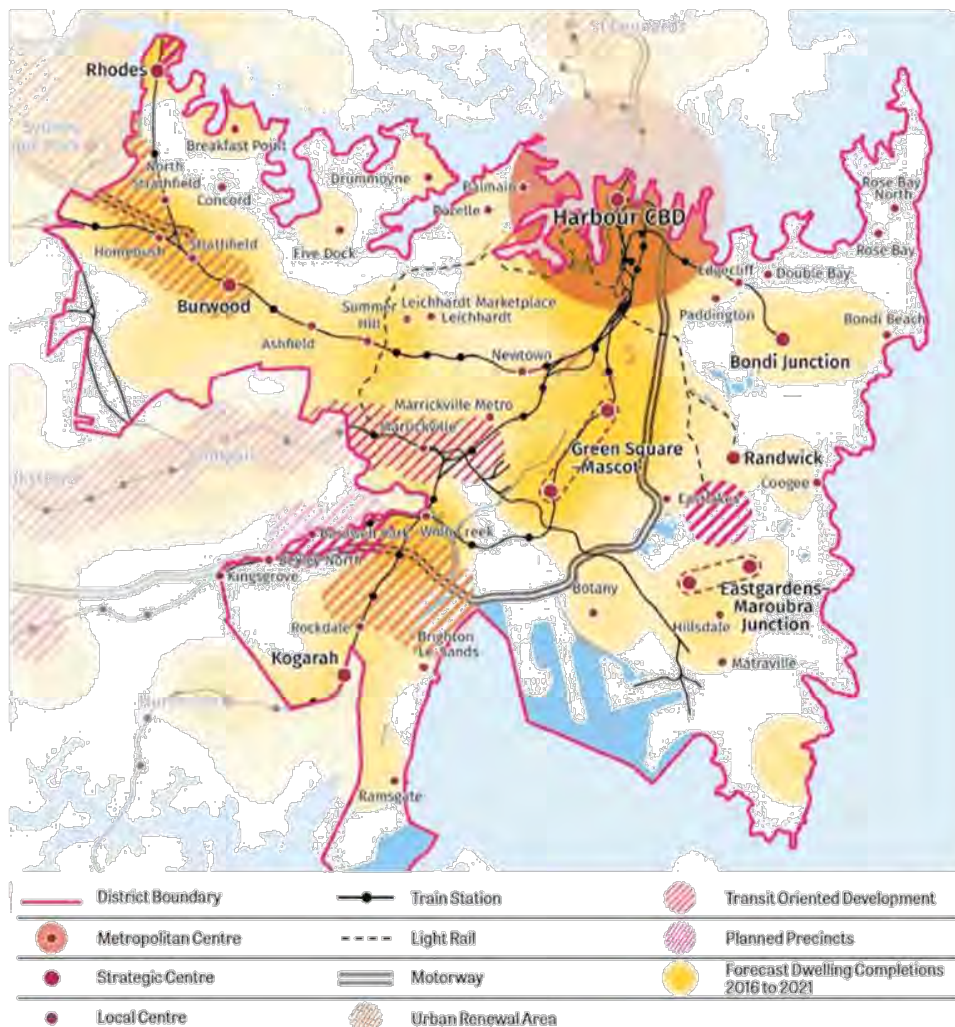 St Leonards
Rhodes
Breakfast Point
North
Strathfield
Concord
Drummoyne
Balmain
Rozelle
Harbour CBD
Rose Bay
North
Rose Bay
Homebush
Strathfield
Five Dock
Burwood
Edgecliff
Double Bay
Paddington
Bondi Beach
Bondi Junction
Summer
Hill
Leichhardt Marketplace
Leichhardt
Ashfield
Newtown
Marrickville Metro
Marrickville
Green Square
-Mascot
Randwick
Coogee
Eastlakes
Wolli Creek
Bardwell Park
Bexley North
Kingsgrove
Botany
Eastgardens-
Maroubra
Junction
Hillsdale
Matraville
Rockdale
Brighton
Le-Sands
Kogarah
Ramsgate
District Boundary
Train Station
Transit Oriented Development
Metropolitan Centre
Light Rail
Planned Precincts
Strategic Centre
Motorway
Forecast Dwelling Completions
2016 to 2021
Local Centre
Urban Renewal Area